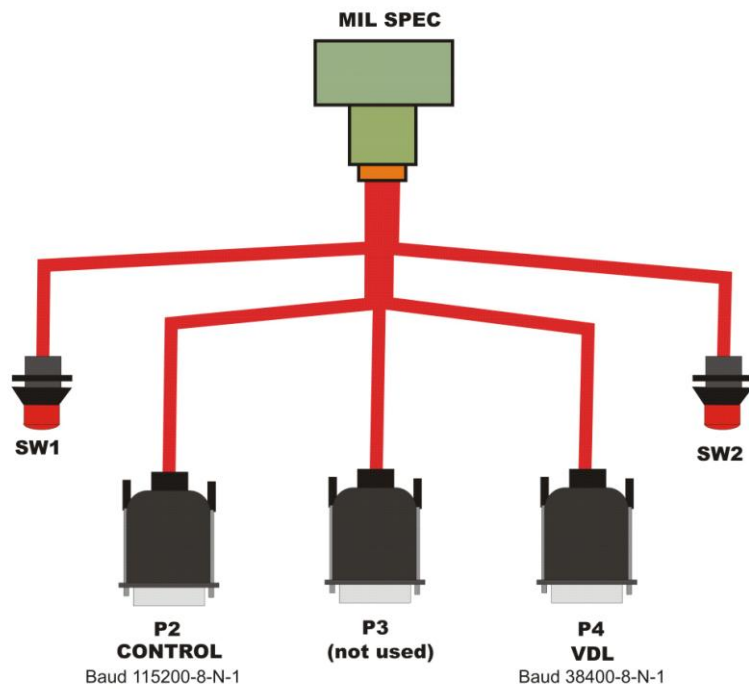 MIL SPEC
SW1
SW2
P2
CONTROL
Baud 115200-8-N-1
P3
(not used)
P4
VDL
Baud 38400-8-N-1